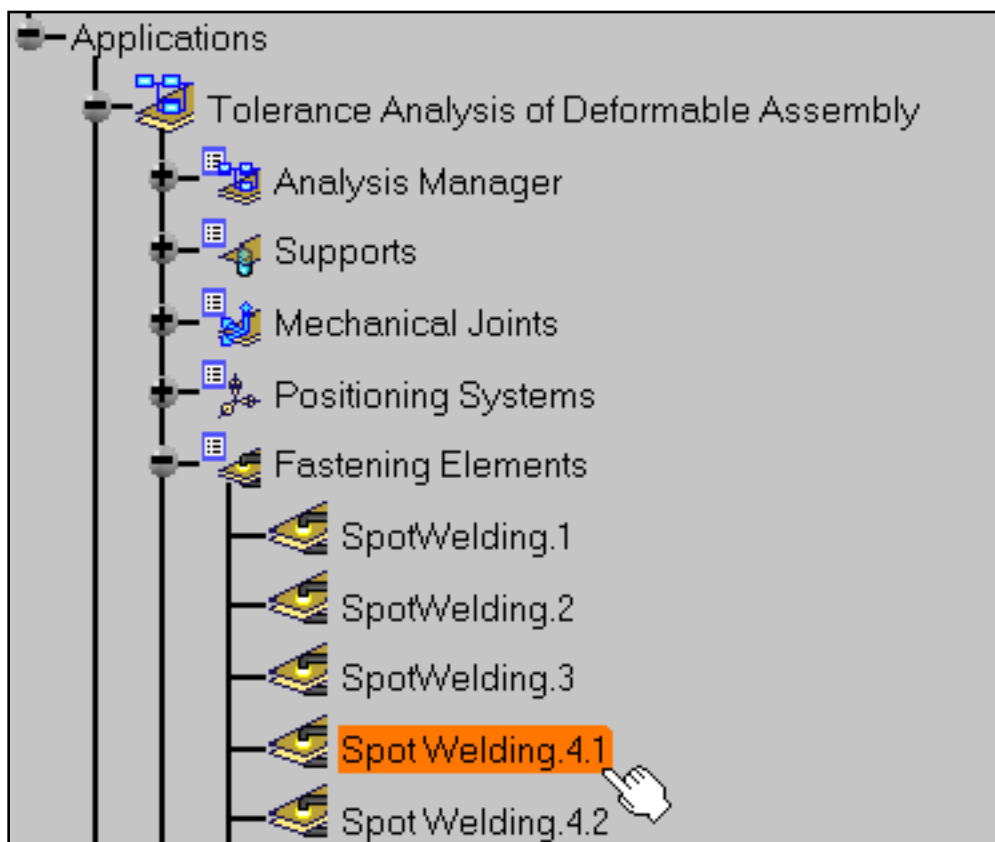 Applications
Tolerance Analysis of Deformable Assembly
Analysis Manager
Supports
Mechanical Joints
Positioning Systems
Fastening Elements
SpotWelding.1
SpotWelding.2
SpotWelding.3
Spot Welding.4.1
Spot Welding.4.2